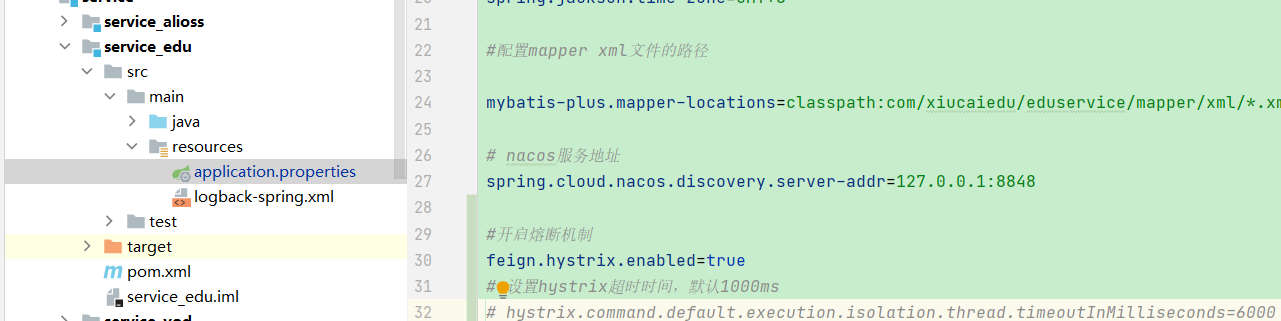 service
service_alioss
service_edu
src
main
java
resources
application.properties
logback-spring.xml
test
target
pom.xml
service_edu.iml
service_vod
20 spring.jackson.time-zone=GMT+8
21
22 #配置mapper xml文件的路径
23
24 mybatis-plus.mapper-locations=classpath:com/xiucaiedu/eduservice/mapper/xml/*.xm
25
26 # nacos服务地址
27 spring.cloud.nacos.discovery.server-addr=127.0.0.1:8848
28
29 #开启熔断机制
30 feign.hystrix.enabled=true
31 # 设置hystrix超时时间，默认1000ms
32 # hystrix.command.default.execution.isolation.thread.timeoutInMilliseconds=6000